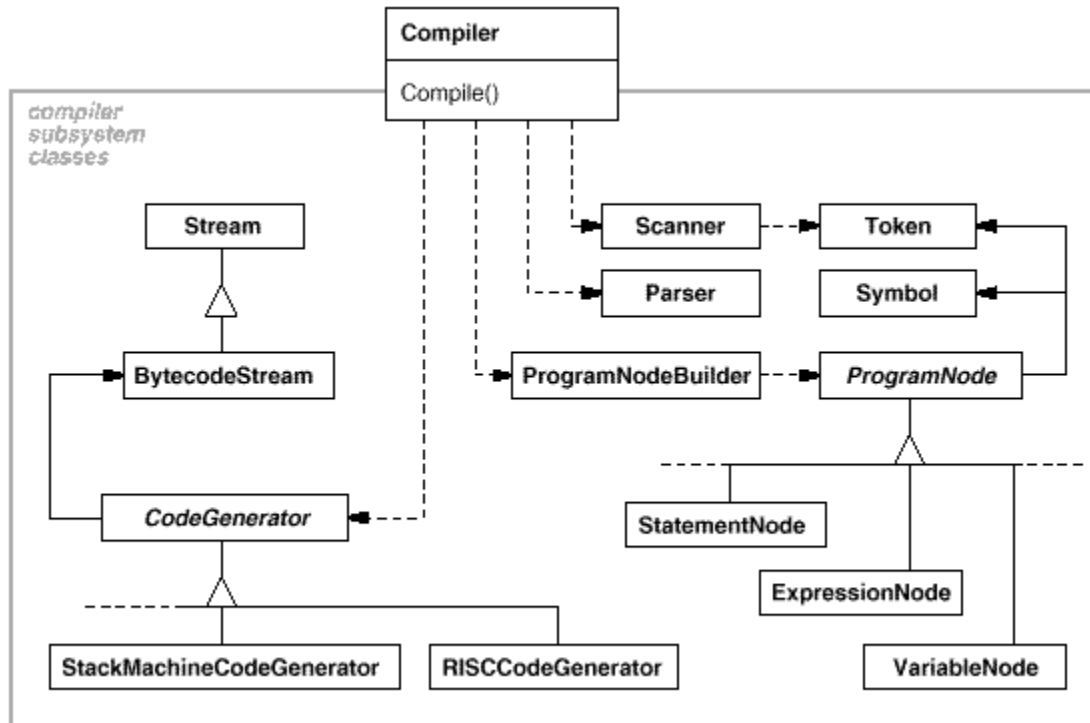 Compiler
Compile()
compiler
subsystem
classes
Stream
Scanner
Token
Parser
Symbol
BytecodeStream
ProgramNodeBuilder
ProgramNode
CodeGenerator
StatementNode
ExpressionNode
StackMachineCodeGenerator
RISCCodeGenerator
VariableNode